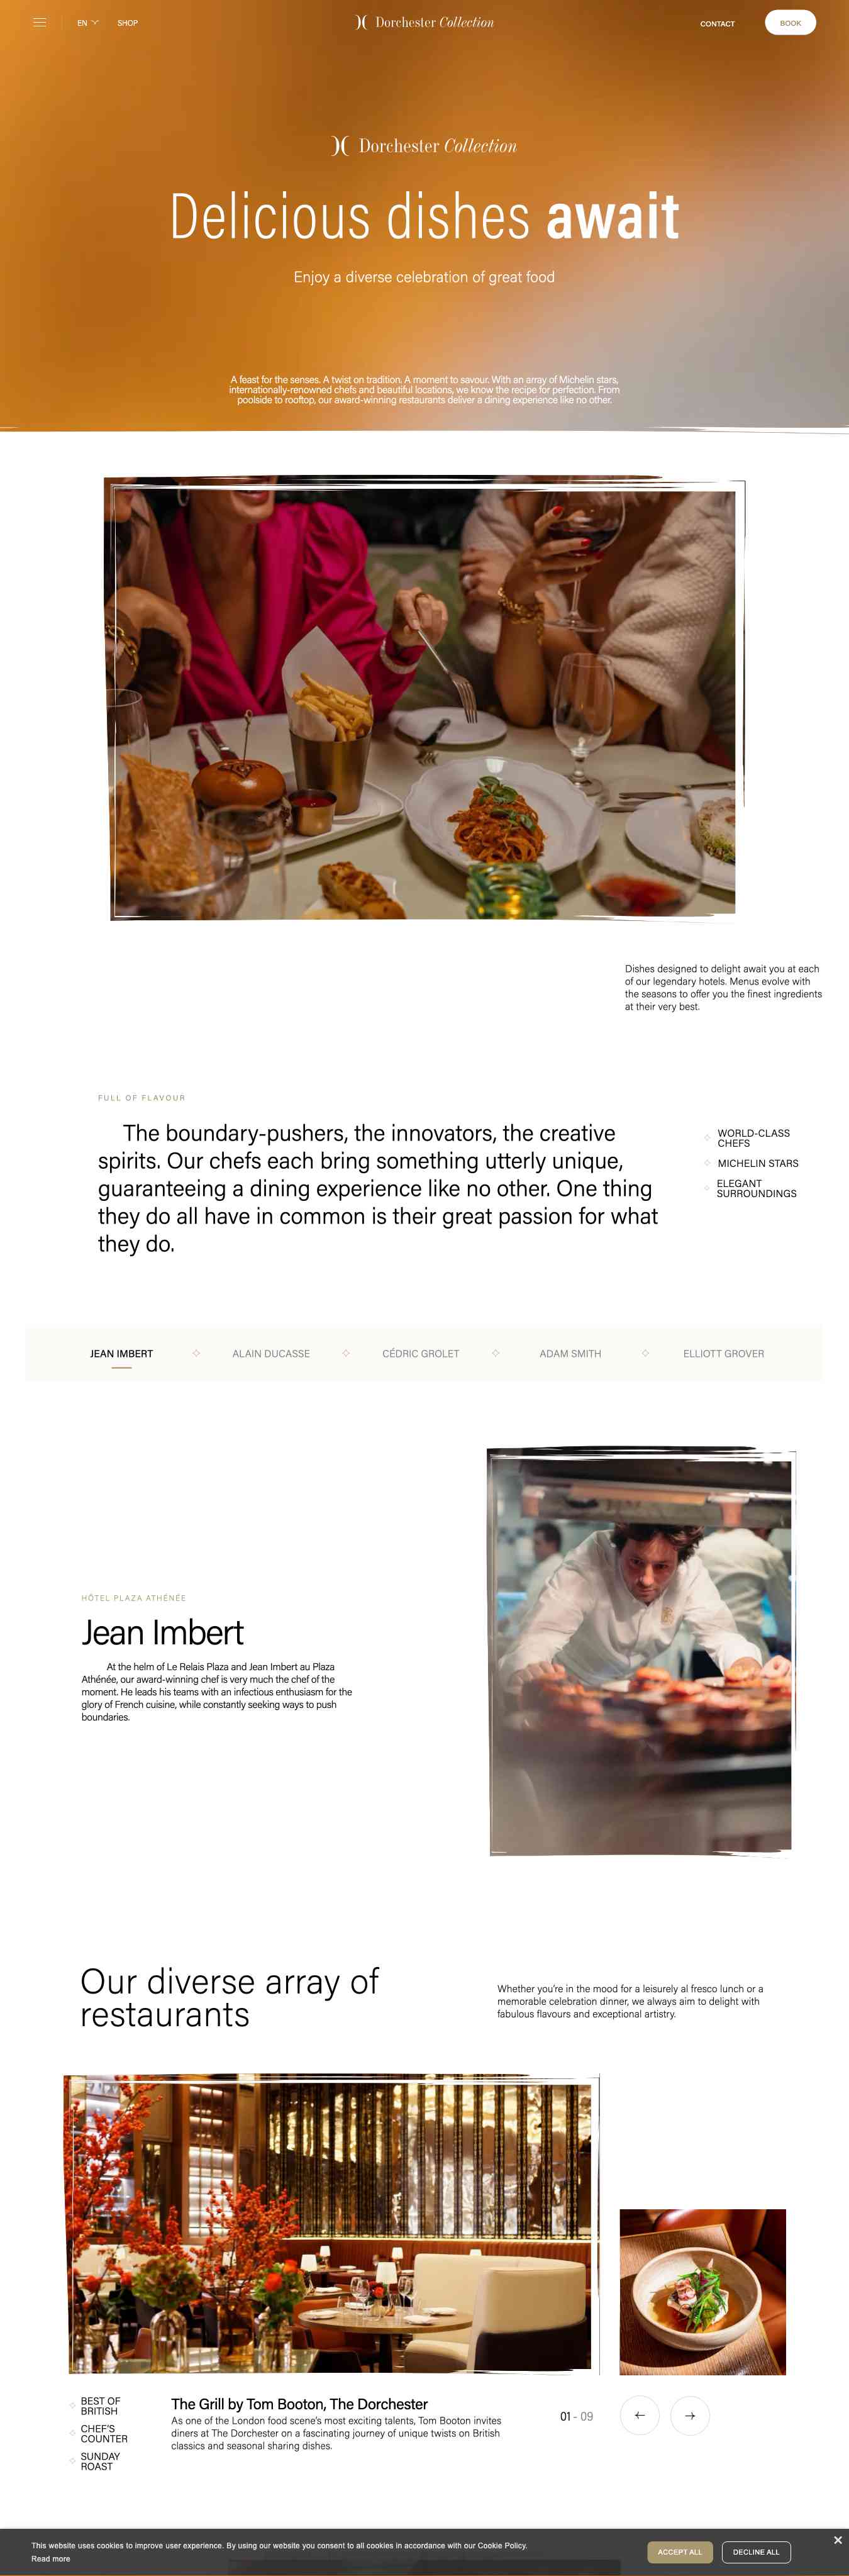 EN
SHOP
Dorchester Collection
CONTACT
BOOK
Dorchester Collection
Delicious dishes await
Enjoy a diverse celebration of great food
A feast for the senses. A twist on tradition. A moment to savour. With an array of Michelin stars,
internationally-renowned chefs and beautiful locations, we know the recipe for perfection. From
poolside to rooftop, our award-winning restaurants deliver a dining experience like no other.
Dishes designed to delight await you at each
of our legendary hotels. Menus evolve with
the seasons to offer you the finest ingredients
at their very best.
FULL OF FLAVOUR
The boundary-pushers, the innovators, the creative
spirits. Our chefs each bring something utterly unique,
guaranteeing a dining experience like no other. One thing
they do all have in common is their great passion for what
they do.
WORLD-CLASS
CHEFS
MICHELIN STARS
ELEGANT
SURROUNDINGS
JEAN IMBERT
ALAIN DUCASSE
CÉDRIC GROLET
ADAM SMITH
ELLIOTT GROVER
HÔTEL PLAZA ATHÉNÉE
Jean Imbert
At the helm of Le Relais Plaza and Jean Imbert au Plaza
Athénée, our award-winning chef is very much the chef of the
moment. He leads his teams with an infectious enthusiasm for the
glory of French cuisine, while constantly seeking ways to push
boundaries.
Our diverse array of
restaurants
Whether you're in the mood for a leisurely al fresco lunch or a
memorable celebration dinner, we always aim to delight with
fabulous flavours and exceptional artistry.
BEST OF
BRITISH
CHEF'S
COUNTER
SUNDAY
ROAST
The Grill by Tom Booton, The Dorchester
As one of the London food scene's most exciting talents, Tom Booton invites
diners at The Dorchester on a fascinating journey of unique twists on British
classics and seasonal sharing dishes.
01 - 09
This website uses cookies to improve user experience. By using our website you consent to all cookies in accordance with our Cookie Policy.
Read more
ACCEPT ALL
DECLINE ALL